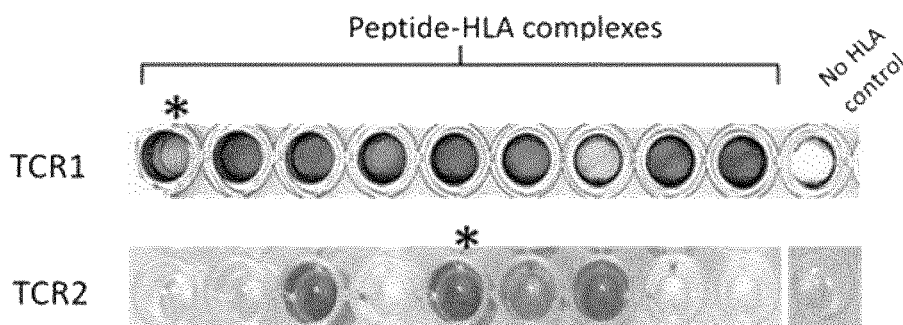 Peptide-HLA complexes
No HLA
control
*
TCR1
*
TCR2